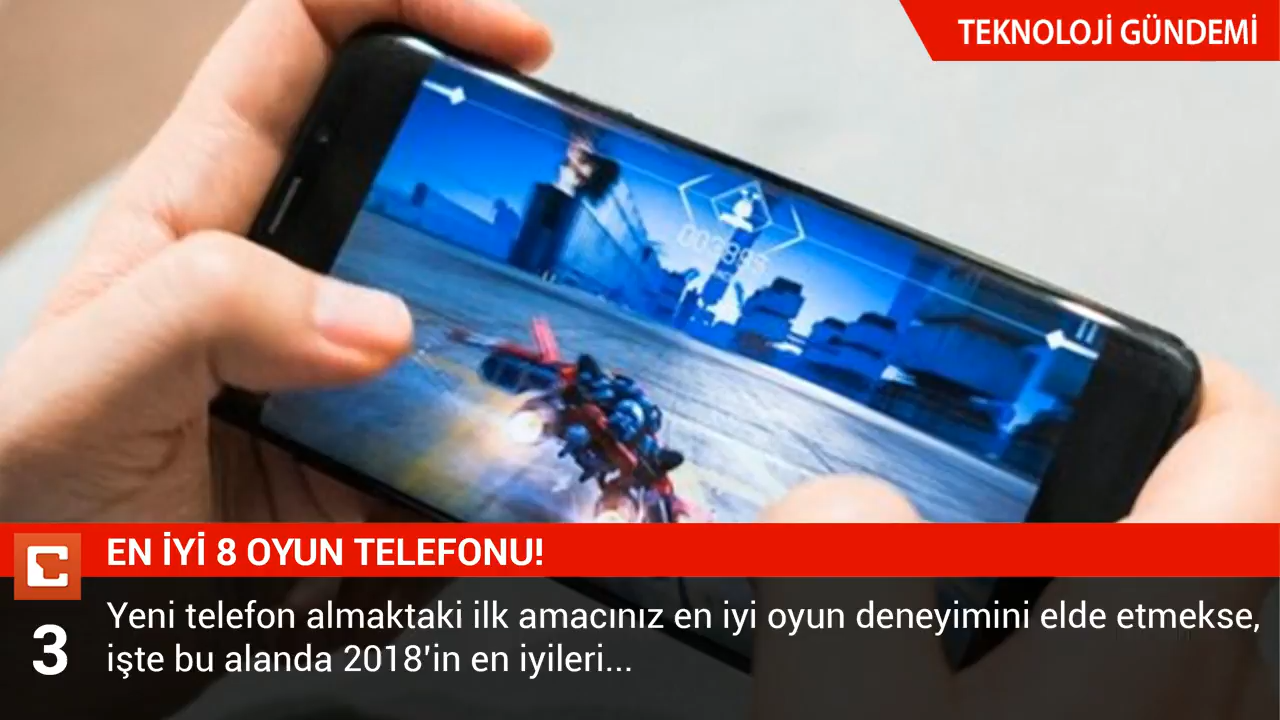 TEKNOLOJİ GÜNDEMİ
EN İYİ 8 OYUN TELEFONU!
Yeni telefon almaktaki ilk amacınız en iyi oyun deneyimini elde etmekse,
3
işte bu alanda 2018'in en iyileri...